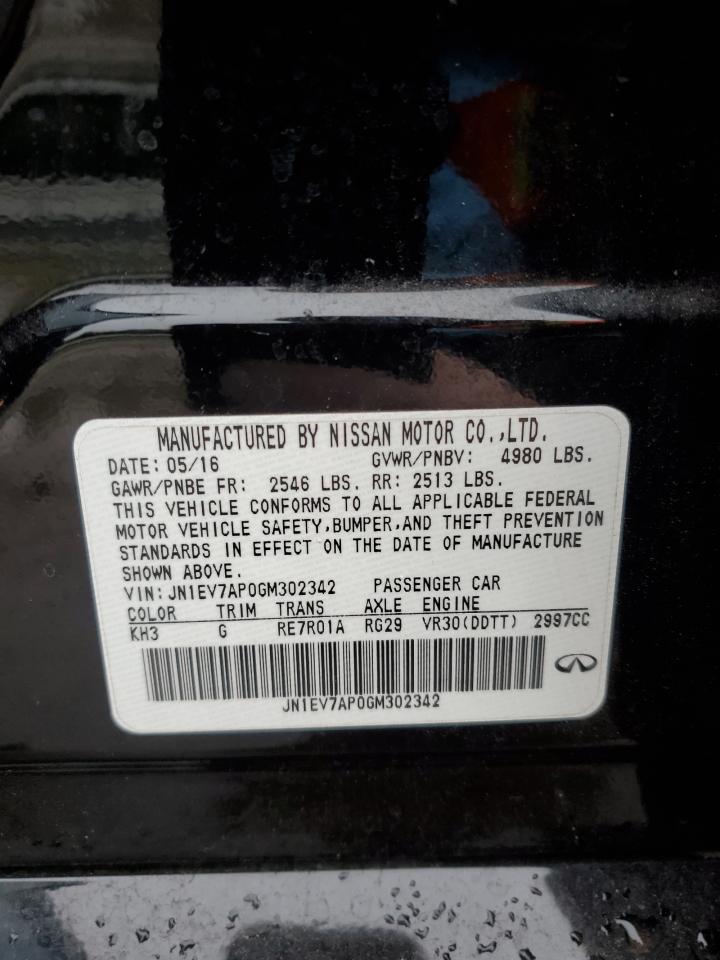 MANUFACTURED BY NISSAN MOTOR CO.,LTD.
DATE: 05/16 GVWR/PNBV: 4980 LBS.
GAWR/PNBE FR: 2546 LBS. RR: 2513 LBS.
THIS VEHICLE CONFORMS TO ALL APPLICABLE FEDERAL
MOTOR VEHICLE SAFETY,BUMPER,AND THEFT PREVENTION
STANDARDS IN EFFECT ON THE DATE OF MANUFACTURE
SHOWN ABOVE.
VIN: JN1EV7AP0GM302342 PASSENGER CAR
COLOR TRIM TRANS AXLE ENGINE
KH3 G RE7R01A RG29 VR30(DDTT) 2997CC
JN1EV7AP0GM302342